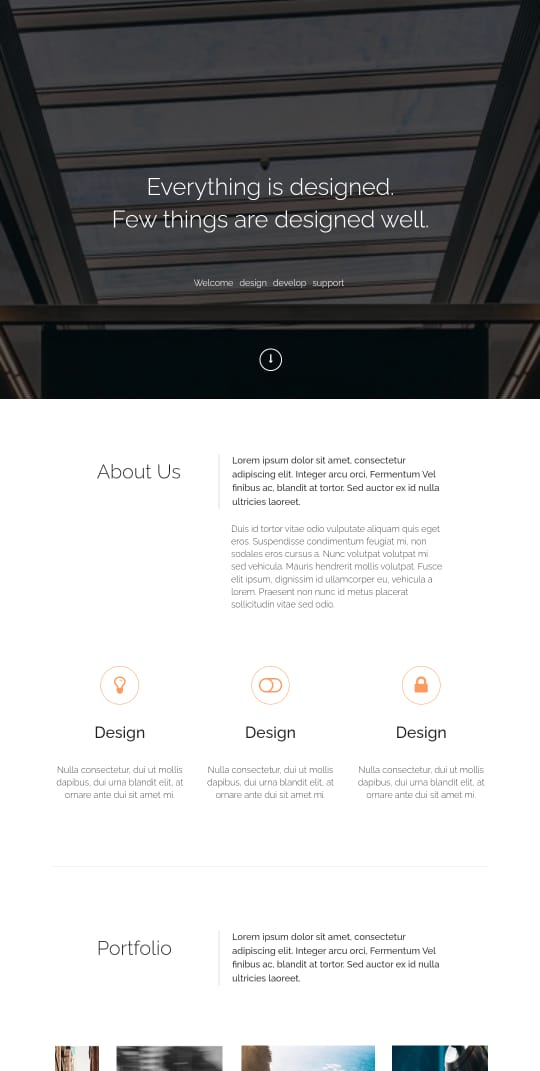 Everything is designed.
Few things are designed well.
Welcome design develop support
About Us
Lorem ipsum dolor sit amet, consectetur
adipiscing elit. Integer arcu orci, Fermentum Vel
finibus ac, blandit at tortor. Sed auctor ex id nulla
ultricies laoreet.
Duis id tortor vitae odio vulputate aliquam quis eget
eros. Suspendisse condimentum feugiat mi, non
sodales eros cursus a. Nunc volutpat volutpat mi,
sed vehicula. Mauris hendrerit mollis volutpat. Fusce
elit ipsum, dignissim id ullamcorper eu, vehicula a
lorem. Praesent non nunc id metus placerat
sollicitudin vitae sed odio.
Design
Nulla consectetur, dui ut mollis
dapibus, dui urna blandit elit, at
ornare ante dui sit amet mi.
Design
Nulla consectetur, dui ut mollis
dapibus, dui urna blandit elit, at
ornare ante dui sit amet mi.
Design
Nulla consectetur, dui ut mollis
dapibus, dui urna blandit elit, at
ornare ante dui sit amet mi.
Portfolio
Lorem ipsum dolor sit amet, consectetur
adipiscing elit. Integer arcu orci, Fermentum Vel
finibus ac, blandit at tortor. Sed auctor ex id nulla
ultricies laoreet.